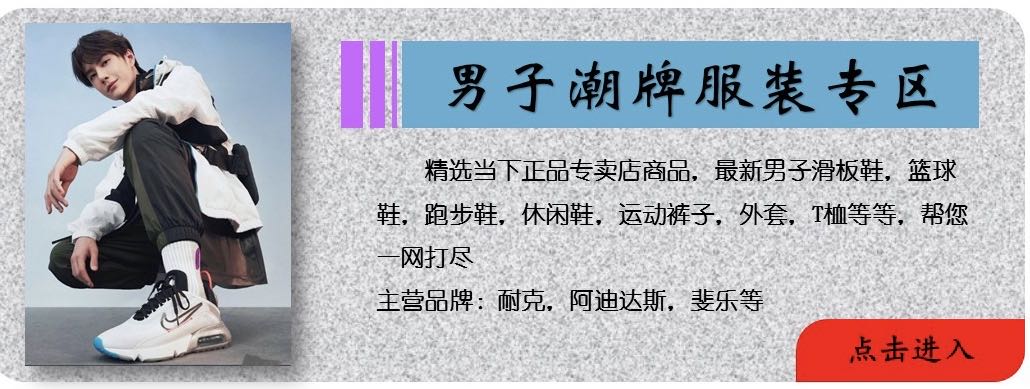 男子潮牌服装专区
精选当下正品专卖店商品，最新男子滑板鞋，篮球
鞋，跑步鞋，休闲鞋，运动裤子，外套，T桖等等，帮您
一网打尽
主营品牌：耐克，阿迪达斯，斐乐等
点击进入